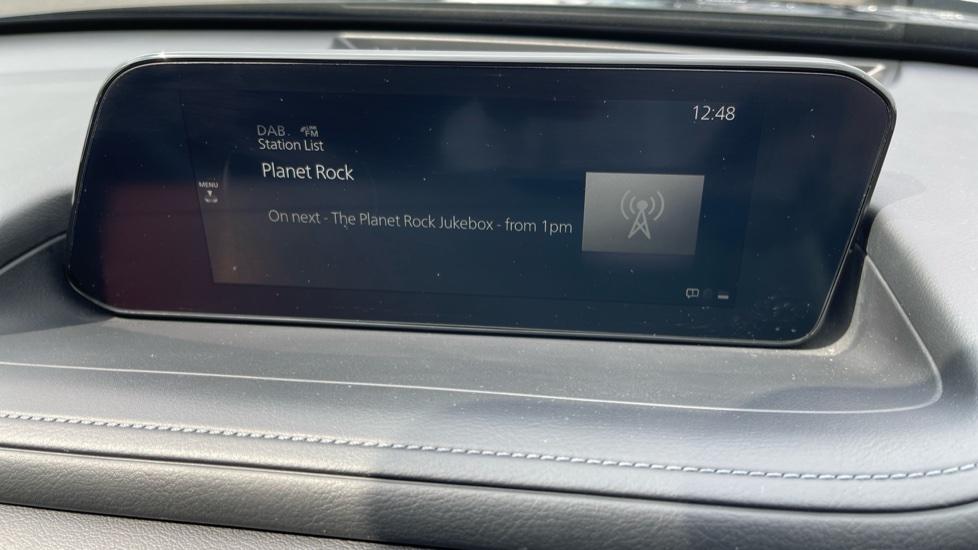 12:48
DAB FM
Station List
Planet Rock
MENU
On next - The Planet Rock Jukebox - from 1pm